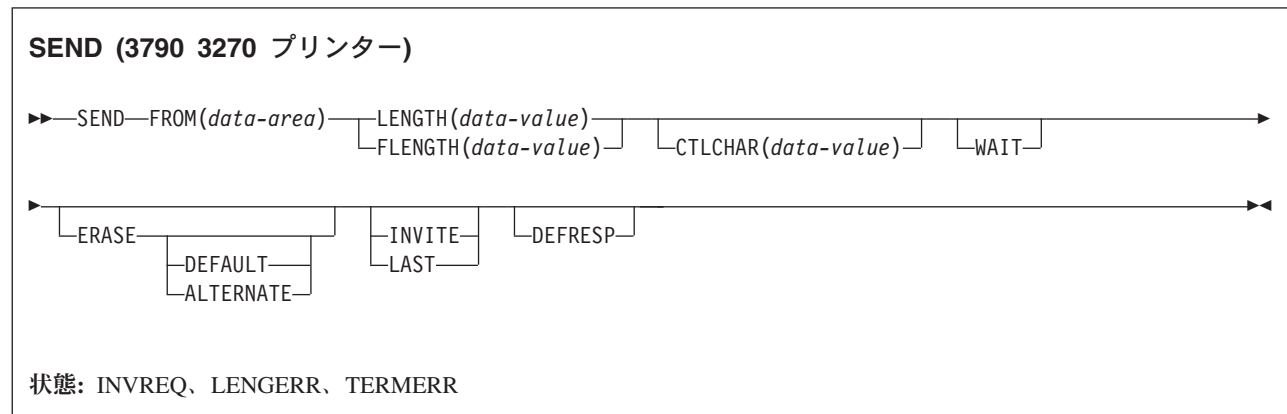 SEND (3790 3270 プリンター)
SEND FROM(data-area) LENGTH(data-value)
FLENGTH(data-value) CTLCHAR(data-value) WAIT
ERASE INVITE DEFRESP
DEFAULT LAST
ALTERNATE
状態: INVREQ、LENGERR、TERMERR